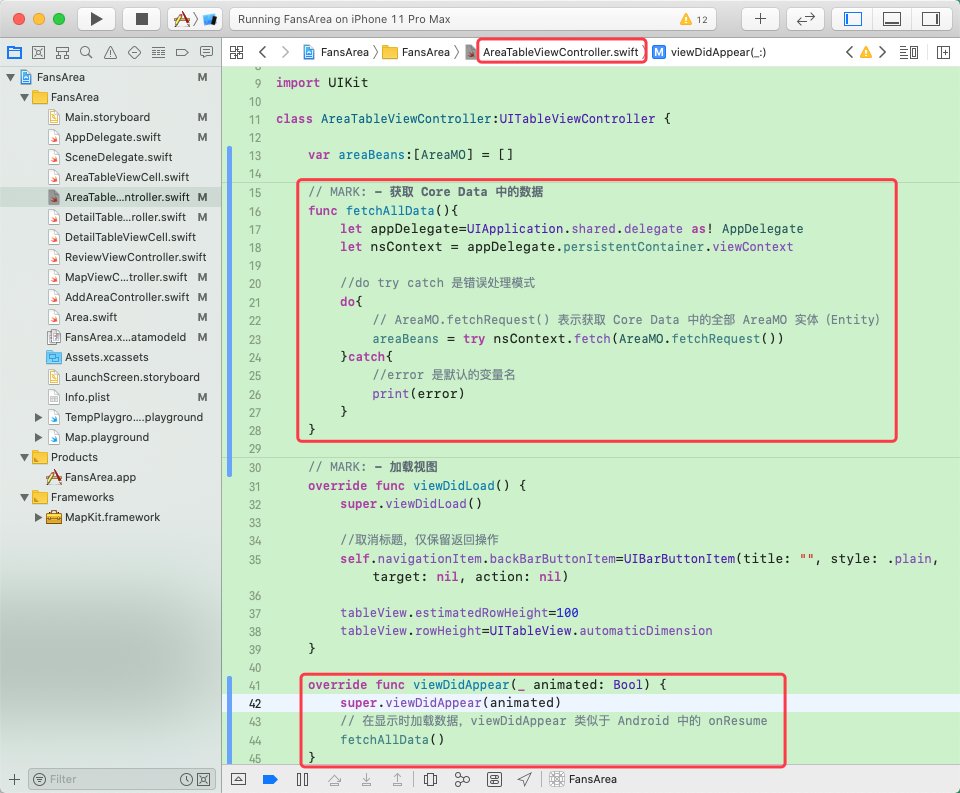 Running FansArea on iPhone 11 Pro Max
12
FansArea
FansArea
AreaTableViewController.swift
M
viewDidAppear(_:)
FansArea M
FansArea
Main.storyboard M
AppDelegate.swift M
SceneDelegate.swift
AreaTableViewCell.swift
AreaTable...ntroller.swift M
DetailTable...roller.swift M
DetailTableViewCell.swift
ReviewViewController.swift
MapViewC...troller.swift M
AddAreaController.swift M
Area.swift M
FansArea.x...atamodeld M
Assets.xcassets
LaunchScreen.storyboard
Info.plist M
TempPlaygro....playground
Map.playground
Products
FansArea.app
Frameworks
MapKit.framework
Filter
9 import UIKit
10
11 class AreaTableViewController:UITableViewController {
12
13 var areaBeans:[AreaMO] = []
14
15 // MARK: - 获取 Core Data 中的数据
16 func fetchAllData(){
17 let appDelegate=UIApplication.shared.delegate as! AppDelegate
18 let nsContext = appDelegate.persistentContainer.viewContext
19
20 //do try catch 是错误处理模式
21 do{
22 // AreaMO.fetchRequest() 表示获取 Core Data 中的全部 AreaMO 实体（Entity）
23 areaBeans = try nsContext.fetch(AreaMO.fetchRequest())
24 }catch{
25 //error 是默认的变量名
26 print(error)
27 }
28 }
29
30 // MARK: - 加载视图
31 override func viewDidLoad() {
32 super.viewDidLoad()
33
34 //取消标题，仅保留返回操作
35 self.navigationItem.backBarButtonItem=UIBarButtonItem(title: "", style: .plain,
target: nil, action: nil)
36
37 tableView.estimatedRowHeight=100
38 tableView.rowHeight=UITableView.automaticDimension
39 }
40
41 override func viewDidAppear(_ animated: Bool) {
42 super.viewDidAppear(animated)
43 // 在显示时加载数据，viewDidAppear 类似于 Android 中的 onResume
44 fetchAllData()
45 }
FansArea